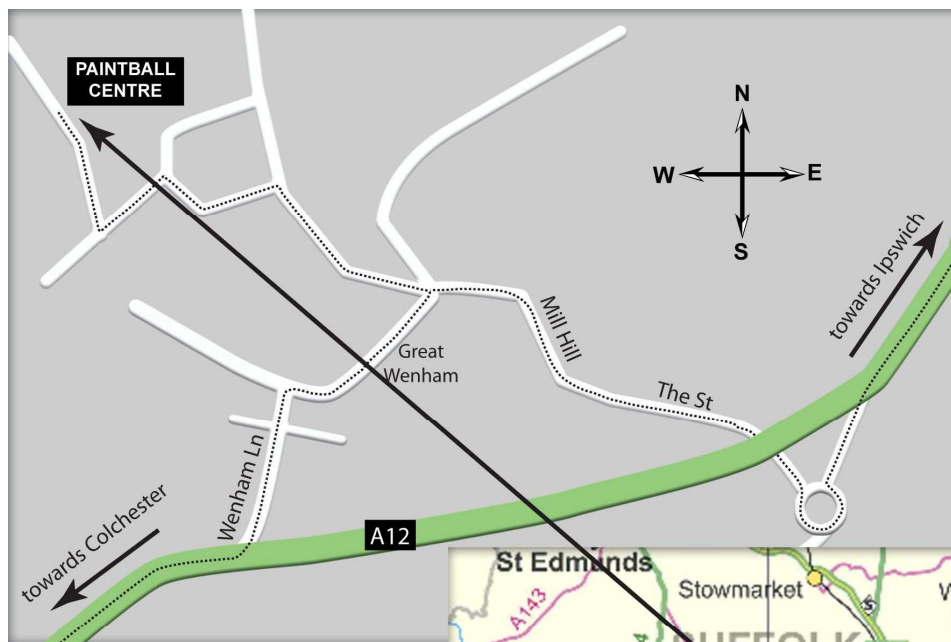 PAINTBALL
CENTRE
N
W
E
S
towards Ipswich
Mill Hill
Great
Wenham
The St
Wenham Ln
towards Colchester
A12
St Edmunds
Stowmarket
A143